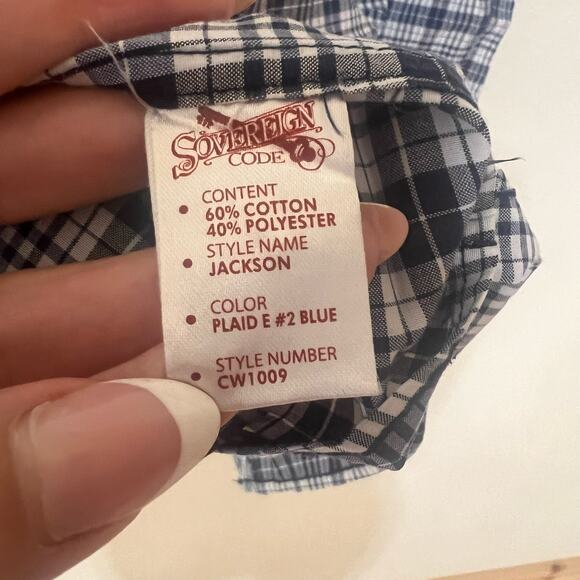 SOVEREIGN
CODE
CONTENT
60% COTTON
40% POLYESTER
STYLE NAME
JACKSON
COLOR
PLAID E #2 BLUE
STYLE NUMBER
CW1009